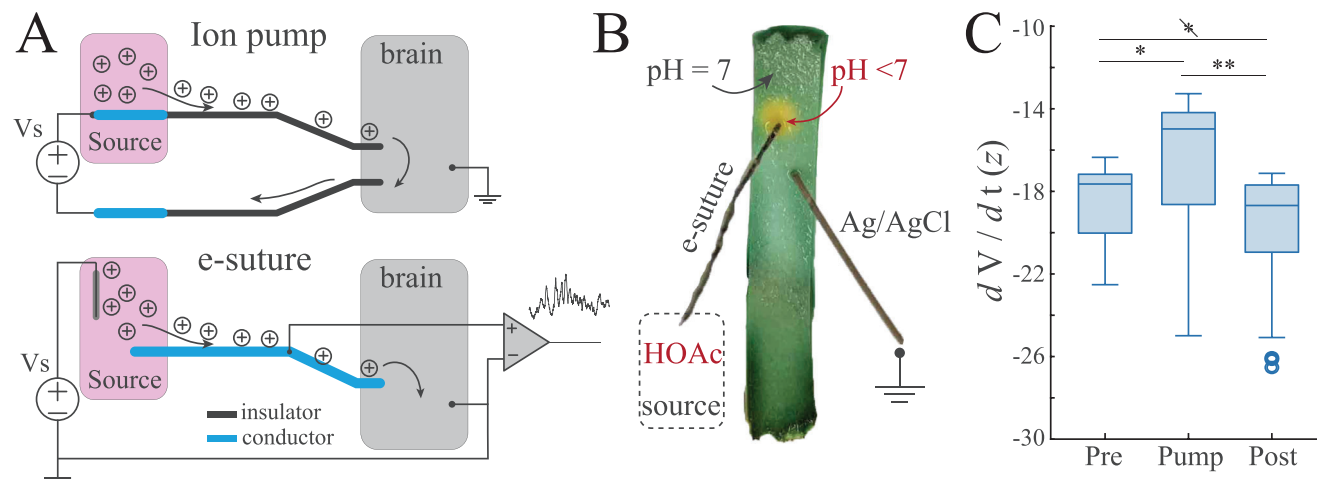 A
Ion pump
brain
Vs
Source
e-suture
brain
Vs
Source
insulator
conductor
B
pH = 7
pH <7
e-suture
Ag/AgCl
HOAc
source
C
-10
-14
-18
-22
-26
-30
d V / d t (z)
*
*
**
Pre Pump Post